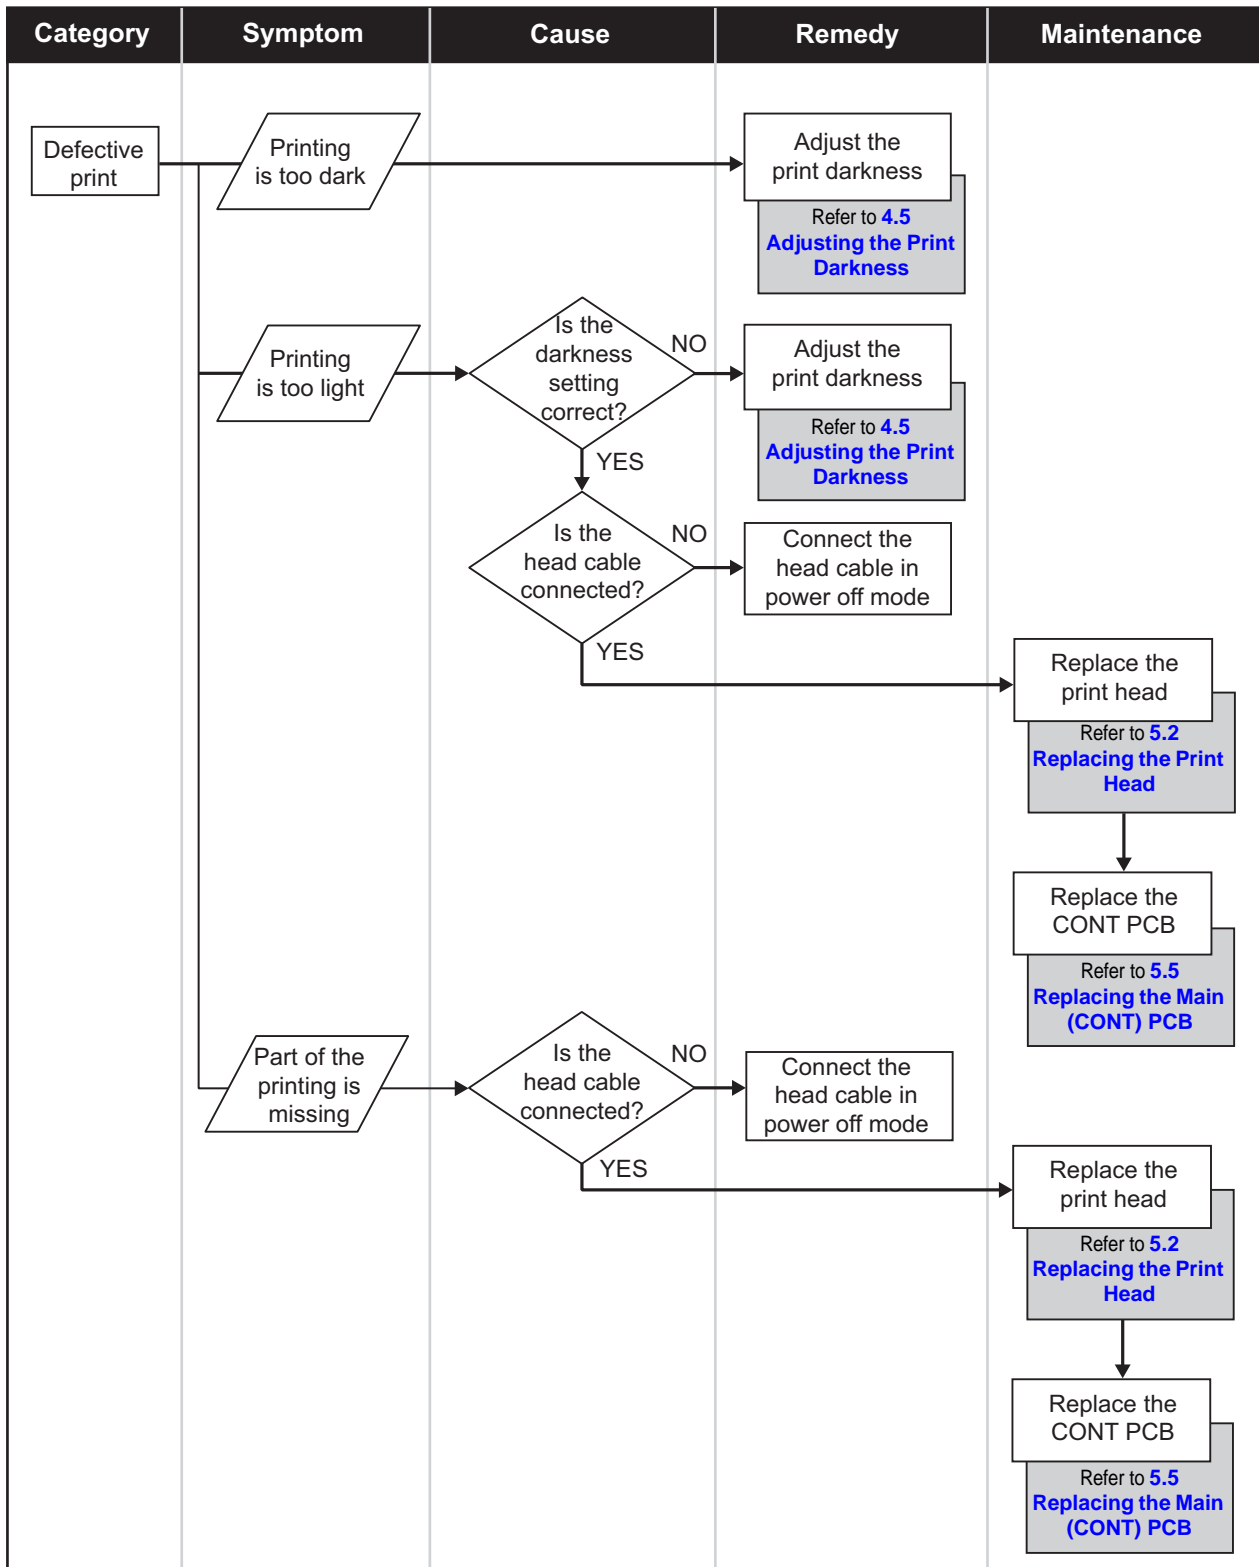 Category Symptom Cause Remedy Maintenance
Defective
print
Printing
is too dark
Adjust the
print darkness
Refer to 4.5
Adjusting the Print
Darkness
Printing
is too light
Is the
darkness
setting
correct?
NO
YES
Adjust the
print darkness
Refer to 4.5
Adjusting the Print
Darkness
Is the
head cable
connected?
NO
YES
Connect the
head cable in
power off mode
Replace the
print head
Refer to 5.2
Replacing the Print
Head
Replace the
CONT PCB
Refer to 5.5
Replacing the Main
(CONT) PCB
Part of the
printing is
missing
Is the
head cable
connected?
NO
YES
Connect the
head cable in
power off mode
Replace the
print head
Refer to 5.2
Replacing the Print
Head
Replace the
CONT PCB
Refer to 5.5
Replacing the Main
(CONT) PCB